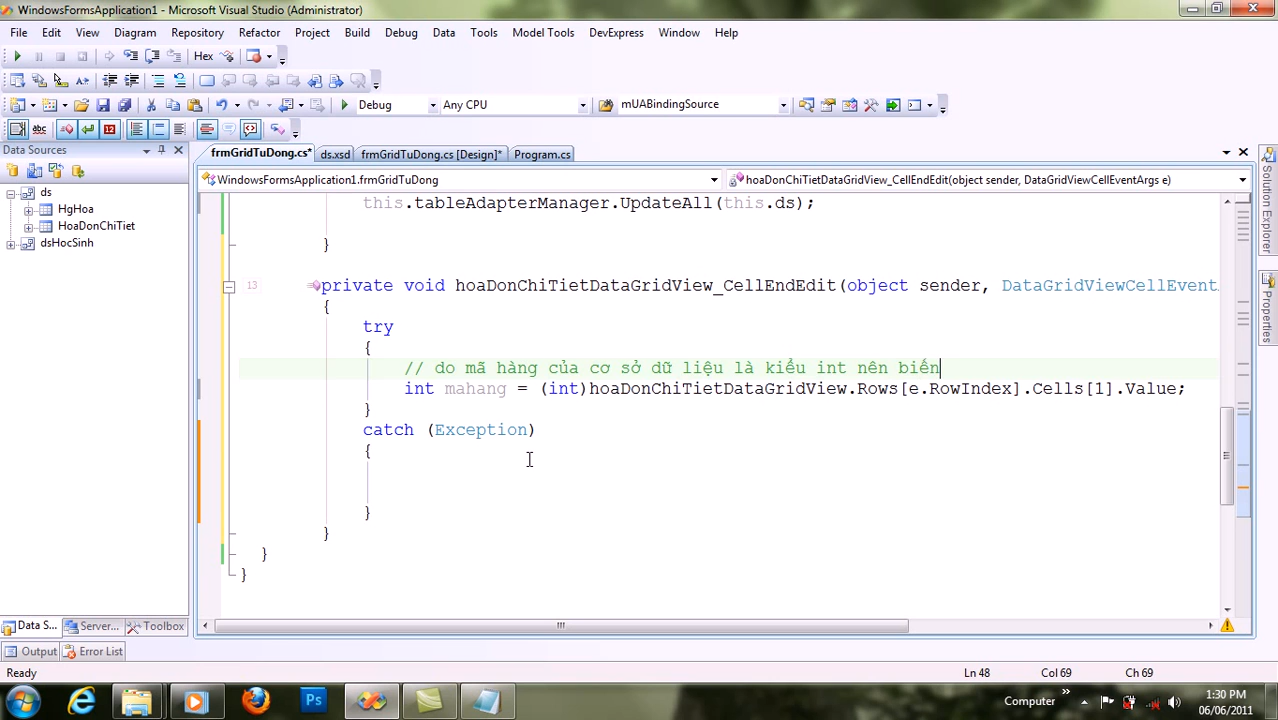 WindowsFormsApplication1 - Microsoft Visual Studio (Administrator)
File Edit View Diagram Repository Refactor Project Build Debug Data Tools Model Tools DevExpress Window Help
Hex
Debug Any CPU mUABindingSource
Data Sources
frmGridTuDong.cs* ds.xsd frmGridTuDong.cs [Design]* Program.cs
WindowsFormsApplication1.frmGridTuDong hoaDonChiTietDataGridView_CellEndEdit(object sender, DataGridViewCellEventArgs e)
ds
HgHoa
HoaDonChiTiet
dsHocSinh
this.tableAdapterManager.UpdateAll(this.ds);
}
13 private void hoaDonChiTietDataGridView_CellEndEdit(object sender, DataGridViewCellEventA
{
try
{
// do mã hàng của cơ sở dữ liệu là kiểu int nên biến
int mahang = (int)hoaDonChiTietDataGridView.Rows[e.RowIndex].Cells[1].Value;
}
catch (Exception)
{
}
}
}
}
Solution Explorer
Properties
Data S... Server... Toolbox
Output Error List
Ready Ln 48 Col 69 Ch 69
Computer 1:30 PM
06/06/2011